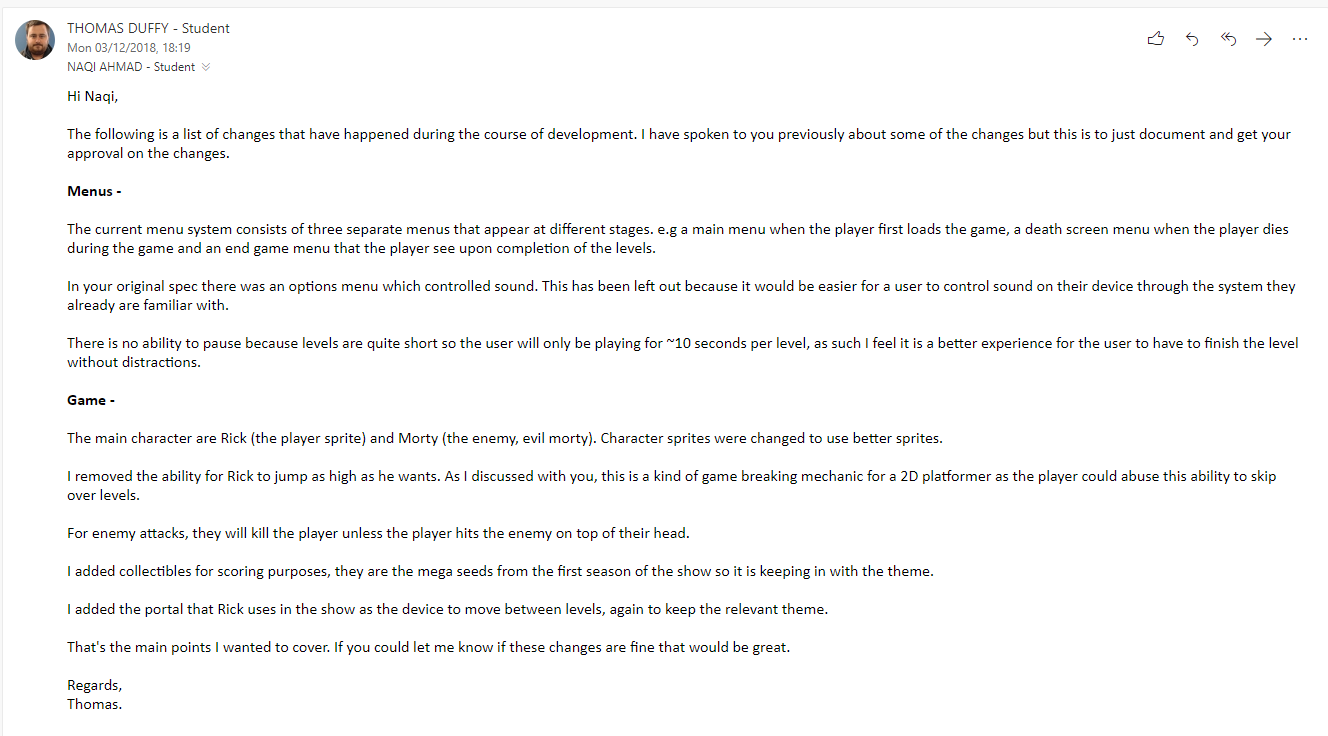 THOMAS DUFFY - Student
Mon 03/12/2018, 18:19
NAQI AHMAD - Student
Hi Naqi,
The following is a list of changes that have happened during the course of development. I have spoken to you previously about some of the changes but this is to just document and get your
approval on the changes.
Menus -
The current menu system consists of three separate menus that appear at different stages. e.g a main menu when the player first loads the game, a death screen menu when the player dies
during the game and an end game menu that the player see upon completion of the levels.
In your original spec there was an options menu which controlled sound. This has been left out because it would be easier for a user to control sound on their device through the system they
already are familiar with.
There is no ability to pause because levels are quite short so the user will only be playing for ~10 seconds per level, as such I feel it is a better experience for the user to have to finish the level
without distractions.
Game -
The main character are Rick (the player sprite) and Morty (the enemy, evil morty). Character sprites were changed to use better sprites.
I removed the ability for Rick to jump as high as he wants. As I discussed with you, this is a kind of game breaking mechanic for a 2D platformer as the player could abuse this ability to skip
over levels.
For enemy attacks, they will kill the player unless the player hits the enemy on top of their head.
I added collectibles for scoring purposes, they are the mega seeds from the first season of the show so it is keeping in with the theme.
I added the portal that Rick uses in the show as the device to move between levels, again to keep the relevant theme.
That's the main points I wanted to cover. If you could let me know if these changes are fine that would be great.
Regards,
Thomas.